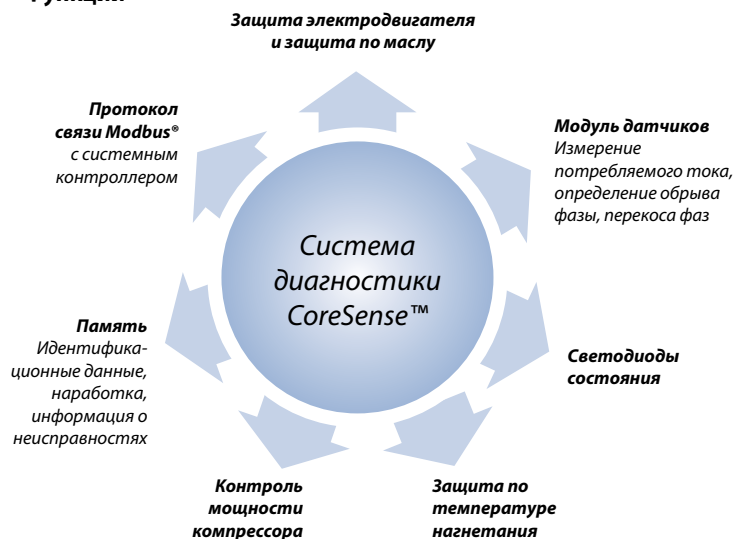 Функции
Защита электродвигателя
и защита по маслу
Протокол
связи Modbus®
с системным
контроллером
Модуль датчиков
Измерение
потребляемого тока,
определение обрыва
фазы, перекоса фаз
Система
диагностики
CoreSense™
Память
Идентифика-
ционные данные,
наработка,
информация о
неисправностях
Светодиоды
состояния
Контроль
мощности
компрессора
Защита по
температуре
нагнетания